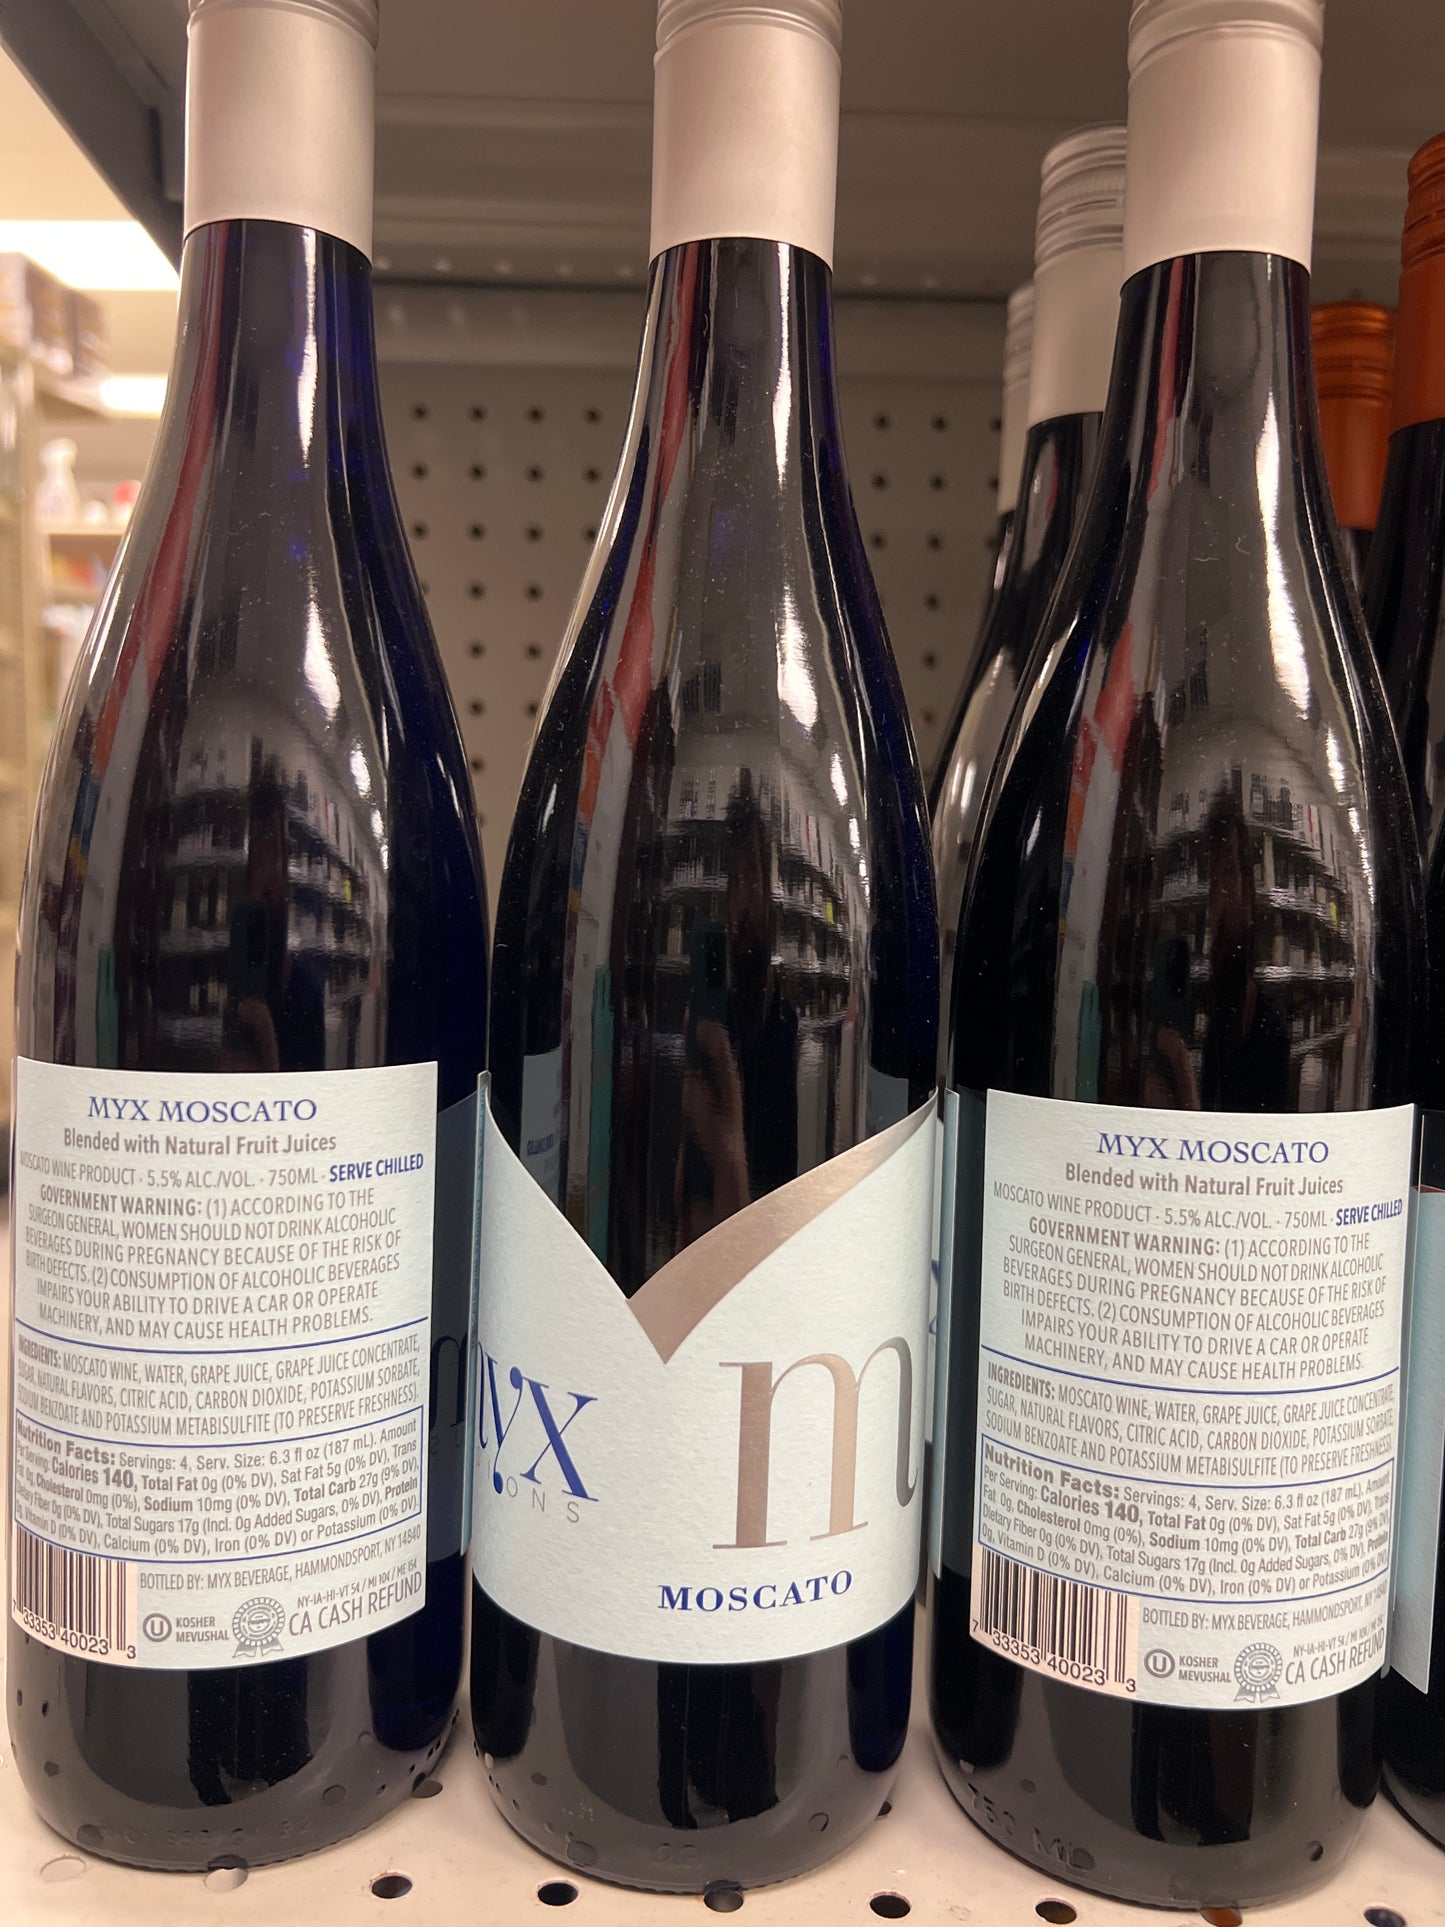 MYX MOSCATO
Blended with Natural Fruit Juices
MOSCATO WINE PRODUCT · 5.5% ALC./VOL. · 750ML · SERVE CHILLED
GOVERNMENT WARNING: (1) ACCORDING TO THE
SURGEON GENERAL, WOMEN SHOULD NOT DRINK ALCOHOLIC
BEVERAGES DURING PREGNANCY BECAUSE OF THE RISK OF
BIRTH DEFECTS. (2) CONSUMPTION OF ALCOHOLIC BEVERAGES
IMPAIRS YOUR ABILITY TO DRIVE A CAR OR OPERATE
MACHINERY, AND MAY CAUSE HEALTH PROBLEMS.
INGREDIENTS: MOSCATO WINE, WATER, GRAPE JUICE, GRAPE JUICE CONCENTRATE,
SUGAR, NATURAL FLAVORS, CITRIC ACID, CARBON DIOXIDE, POTASSIUM SORBATE,
SODIUM BENZOATE AND POTASSIUM METABISULFITE (TO PRESERVE FRESHNESS).
Nutrition Facts: Servings: 4, Serv. Size: 6.3 fl oz (187 mL). Amount
Per Serving: Calories 140, Total Fat 0g (0% DV), Sat Fat 5g (0% DV), Trans
Fat 0g, Cholesterol 0mg (0%), Sodium 10mg (0% DV), Total Carb 27g (9% DV),
Dietary Fiber 0g (0% DV), Total Sugars 17g (Incl. 0g Added Sugars, 0% DV), Protein
0g, Vitamin D (0% DV), Calcium (0% DV), Iron (0% DV) or Potassium (0% DV).
BOTTLED BY: MYX BEVERAGE, HAMMONDSPORT, NY 14840
7 33353 40023 3
U KOSHER
MEVUSHAL
NY-IA-HI-VT 5¢ / MI 10¢ / ME 15¢
CA CASH REFUND
myx
IONS
m
MOSCATO
MYX MOSCATO
Blended with Natural Fruit Juices
MOSCATO WINE PRODUCT · 5.5% ALC./VOL. · 750ML · SERVE CHILLED
GOVERNMENT WARNING: (1) ACCORDING TO THE
SURGEON GENERAL, WOMEN SHOULD NOT DRINK ALCOHOLIC
BEVERAGES DURING PREGNANCY BECAUSE OF THE RISK OF
BIRTH DEFECTS. (2) CONSUMPTION OF ALCOHOLIC BEVERAGES
IMPAIRS YOUR ABILITY TO DRIVE A CAR OR OPERATE
MACHINERY, AND MAY CAUSE HEALTH PROBLEMS.
INGREDIENTS: MOSCATO WINE, WATER, GRAPE JUICE, GRAPE JUICE CONCENTRATE,
SUGAR, NATURAL FLAVORS, CITRIC ACID, CARBON DIOXIDE, POTASSIUM SORBATE,
SODIUM BENZOATE AND POTASSIUM METABISULFITE (TO PRESERVE FRESHNESS).
Nutrition Facts: Servings: 4, Serv. Size: 6.3 fl oz (187 mL). Amount
Per Serving: Calories 140, Total Fat 0g (0% DV), Sat Fat 5g (0% DV), Trans
Fat 0g, Cholesterol 0mg (0%), Sodium 10mg (0% DV), Total Carb 27g (9% DV),
Dietary Fiber 0g (0% DV), Total Sugars 17g (Incl. 0g Added Sugars, 0% DV), Protein
0g, Vitamin D (0% DV), Calcium (0% DV), Iron (0% DV) or Potassium (0% DV).
BOTTLED BY: MYX BEVERAGE, HAMMONDSPORT, NY 14840
7 33353 40023 3
U KOSHER
MEVUSHAL
NY-IA-HI-VT 5¢ / MI 10¢ / ME 15¢
CA CASH REFUND
750 ML